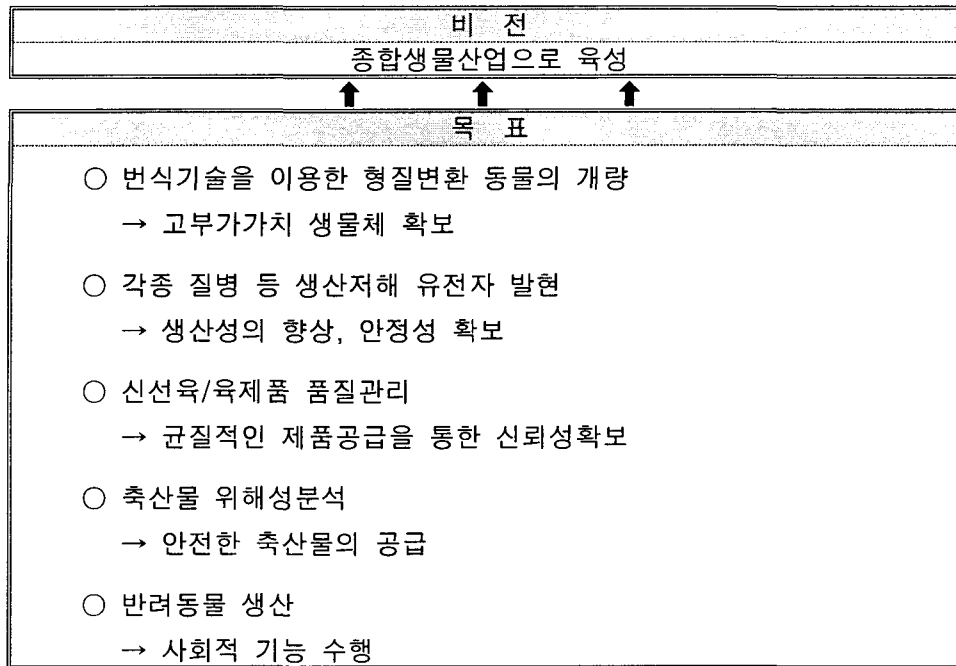 비 전
종합생물산업으로 육성
목 표
○ 번식기술을 이용한 형질변환 동물의 개량
→ 고부가가치 생물체 확보
○ 각종 질병 등 생산저해 유전자 발현
→ 생산성의 향상, 안정성 확보
○ 신선육/육제품 품질관리
→ 균질적인 제품공급을 통한 신뢰성확보
○ 축산물 위해성분석
→ 안전한 축산물의 공급
○ 반려동물 생산
→ 사회적 기능 수행